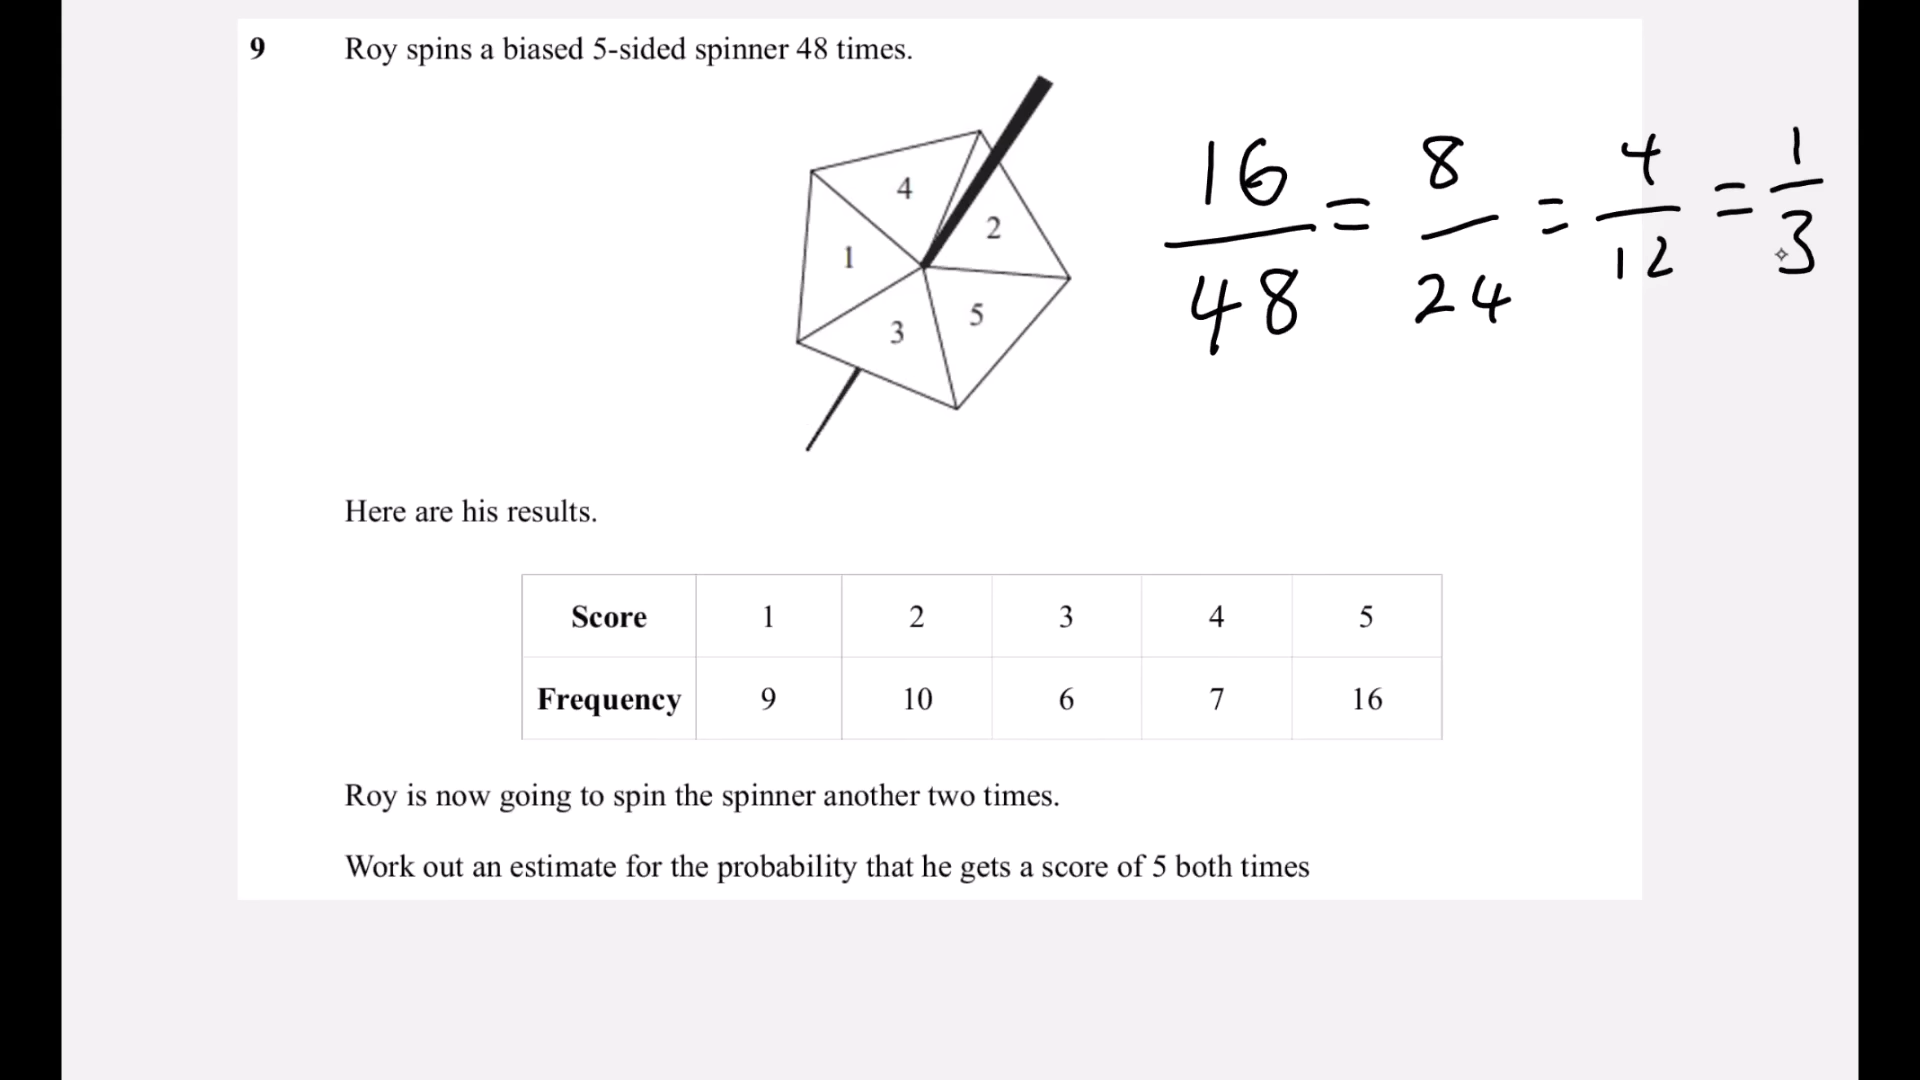 9 Roy spins a biased 5-sided spinner 48 times.
4
2
1
3
5
16/48 = 8/24 = 4/12 = 1/3
Here are his results.
Score 1 2 3 4 5
Frequency 9 10 6 7 16
Roy is now going to spin the spinner another two times.
Work out an estimate for the probability that he gets a score of 5 both times